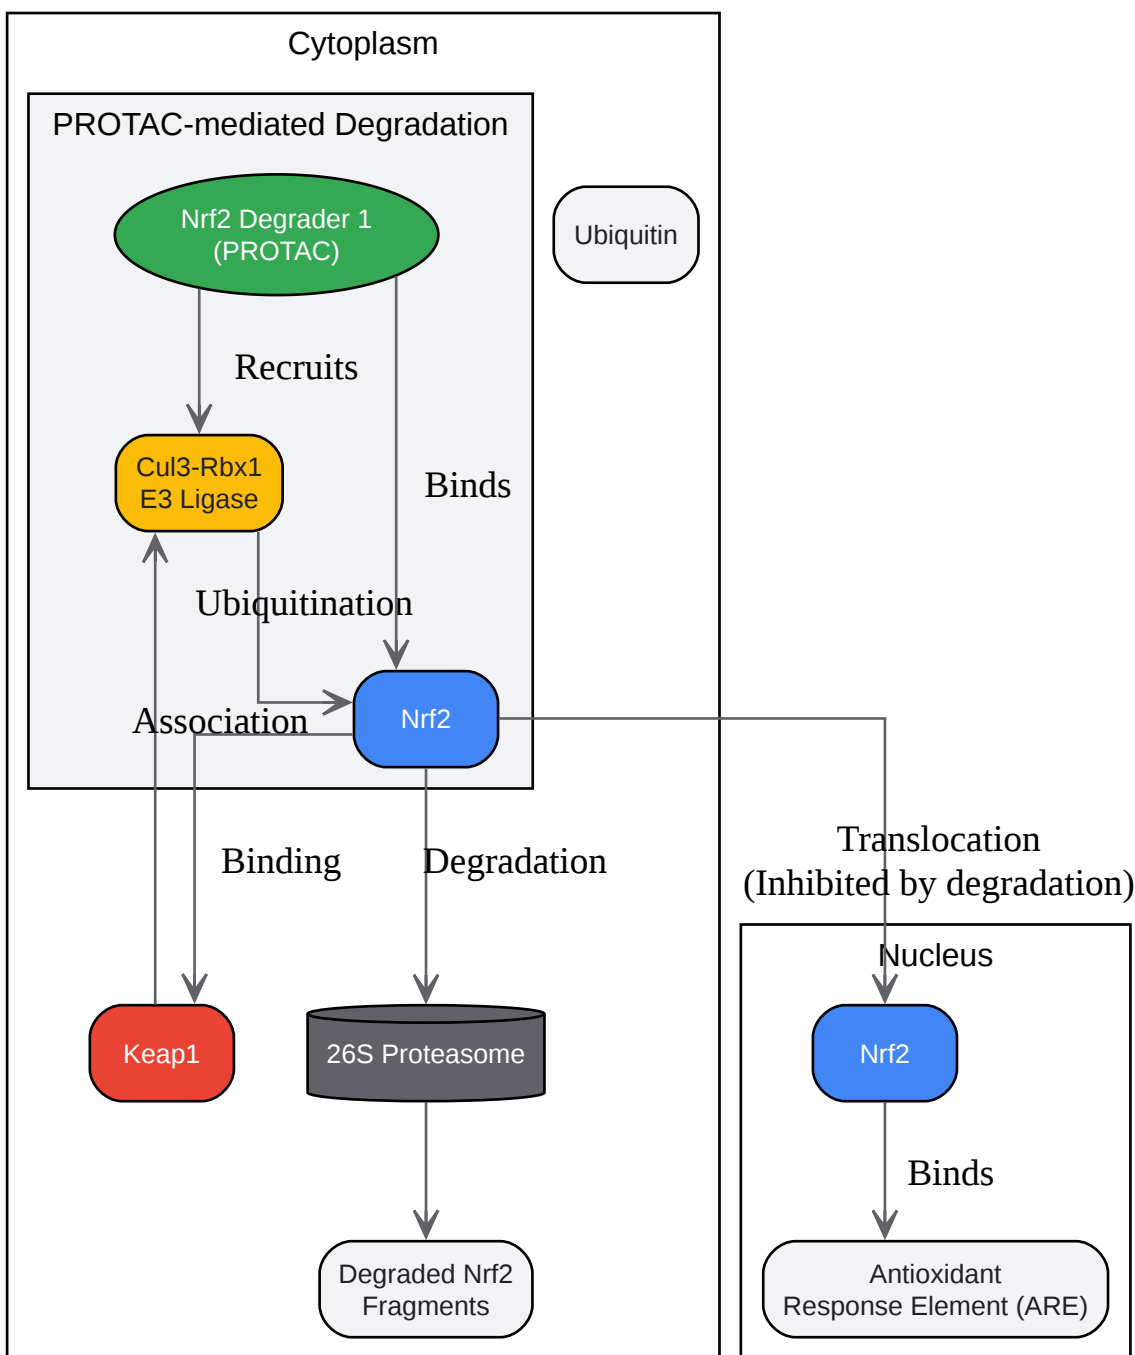 Cytoplasm
PROTAC-mediated Degradation
Nrf2 Degrader 1
(PROTAC)
Ubiquitin
Recruits
Cul3-Rbx1
E3 Ligase
Binds
Ubiquitination
Association
Nrf2
Binding
Degradation
Translocation
(Inhibited by degradation)
Nucleus
Keap1
26S Proteasome
Nrf2
Binds
Degraded Nrf2
Fragments
Antioxidant
Response Element (ARE)